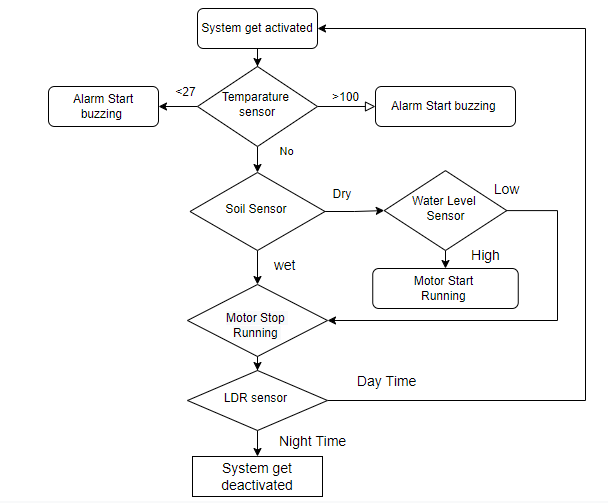 System get activated
<27
Temparature
sensor
>100
Alarm Start
buzzing
Alarm Start buzzing
No
Soil Sensor
Dry
Water Level
Sensor
Low
High
wet
Motor Start
Running
Motor Stop
Running
Day Time
LDR sensor
Night Time
System get
deactivated